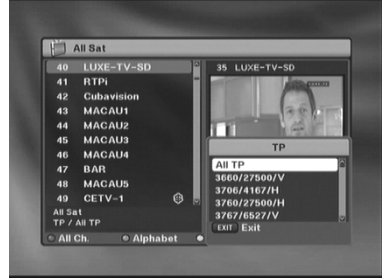 All Sat
40 LUXE-TV-SD
41 RTPi
42 Cubavision
43 MACAU1
44 MACAU2
45 MACAU3
46 MACAU4
47 BAR
48 MACAU5
49 CETV-1
All Sat
TP / All TP
All Ch.
Alphabet
35 LUXE-TV-SD
TP
All TP
3660/27500/V
3706/4167/H
3760/27500/H
3767/6527/V
EXIT Exit